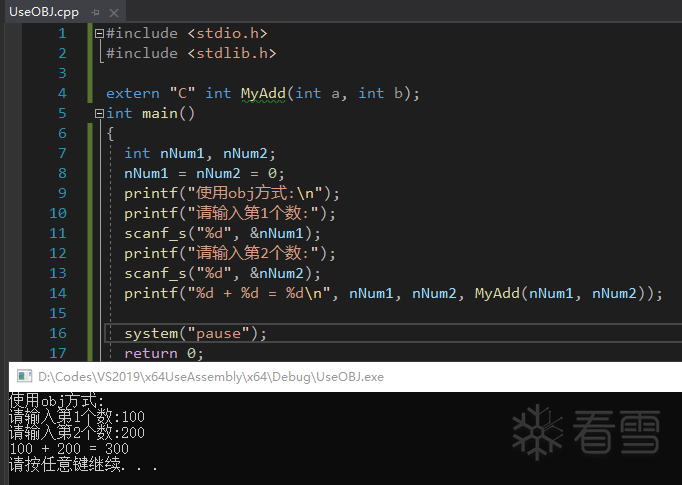 UseOBJ.cpp
1 #include <stdio.h>
2 #include <stdlib.h>
3
4 extern "C" int MyAdd(int a, int b);
5 int main()
6 {
7 int nNum1, nNum2;
8 nNum1 = nNum2 = 0;
9 printf("使用obj方式:\n");
10 printf("请输入第1个数:");
11 scanf_s("%d", &nNum1);
12 printf("请输入第2个数:");
13 scanf_s("%d", &nNum2);
14 printf("%d + %d = %d\n", nNum1, nNum2, MyAdd(nNum1, nNum2));
15
16 system("pause");
17 return 0;
D:\Codes\VS2019\x64UseAssembly\x64\Debug\UseOBJ.exe
使用obj方式:
请输入第1个数:100
请输入第2个数:200
100 + 200 = 300
请按任意键继续. . .
看雪